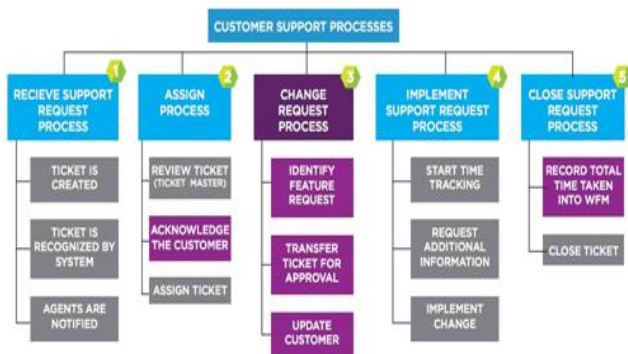 CUSTOMER SUPPORT PROCESSES
1
RECIEVE SUPPORT
REQUEST
PROCESS
TICKET IS
CREATED
TICKET IS
RECOGNIZED BY
SYSTEM
AGENTS ARE
NOTIFIED
2
ASSIGN
PROCESS
REVIEW TICKET
(TICKET MASTER)
ACKNOWLEDGE
THE CUSTOMER
ASSIGN TICKET
3
CHANGE
REQUEST
PROCESS
IDENTIFY
FEATURE
REQUEST
TRANSFER
TICKET FOR
APPROVAL
UPDATE
CUSTOMER
4
IMPLEMENT
SUPPORT REQUEST
PROCESS
START TIME
TRACKING
REQUEST
ADDITIONAL
INFORMATION
IMPLEMENT
CHANGE
5
CLOSE SUPPORT
REQUEST
PROCESS
RECORD TOTAL
TIME TAKEN
INTO WFM
CLOSE TICKET